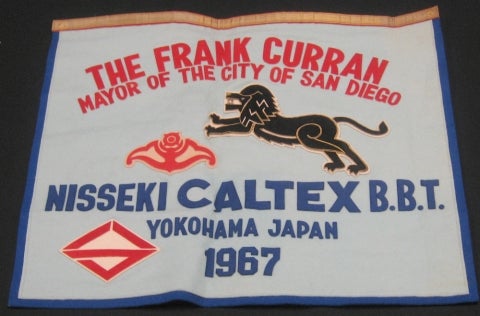 THE FRANK CURRAN
MAYOR OF THE CITY OF SAN DIEGO
NISSEKI CALTEX B.B.T.
YOKOHAMA JAPAN
1967